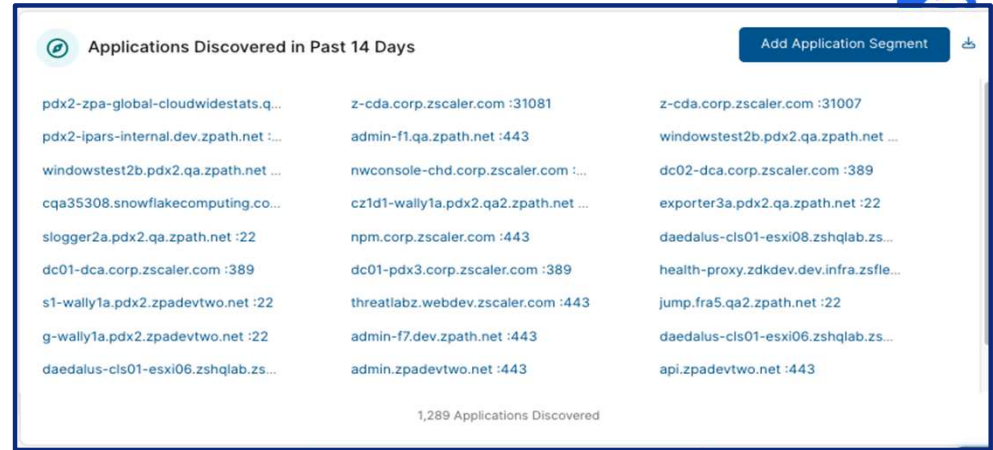 Applications Discovered in Past 14 Days
Add Application Segment
pdx2-zpa-global-cloudwidestats.q... z-cda.corp.zscaler.com :31081 z-cda.corp.zscaler.com :31007
pdx2-ipars-internal.dev.zpath.net :... admin-f1.qa.zpath.net :443 windowstest2b.pdx2.qa.zpath.net ...
windowstest2b.pdx2.qa.zpath.net ... nwconsole-chd.corp.zscaler.com :... dc02-dca.corp.zscaler.com :389
cqa35308.snowflakecomputing.co... cz1d1-wally1a.pdx2.qa2.zpath.net ... exporter3a.pdx2.qa.zpath.net :22
slogger2a.pdx2.qa.zpath.net :22 npm.corp.zscaler.com :443 daedalus-cls01-esxi08.zshqlab.zs...
dc01-dca.corp.zscaler.com :389 dc01-pdx3.corp.zscaler.com :389 health-proxy.zdkdev.dev.infra.zsfle...
s1-wally1a.pdx2.zpadevtwo.net :22 threatlabz.webdev.zscaler.com :443 jump.fra5.qa2.zpath.net :22
g-wally1a.pdx2.zpadevtwo.net :22 admin-f7.dev.zpath.net :443 daedalus-cls01-esxi06.zshqlab.zs...
daedalus-cls01-esxi06.zshqlab.zs... admin.zpadevtwo.net :443 api.zpadevtwo.net :443
1,289 Applications Discovered